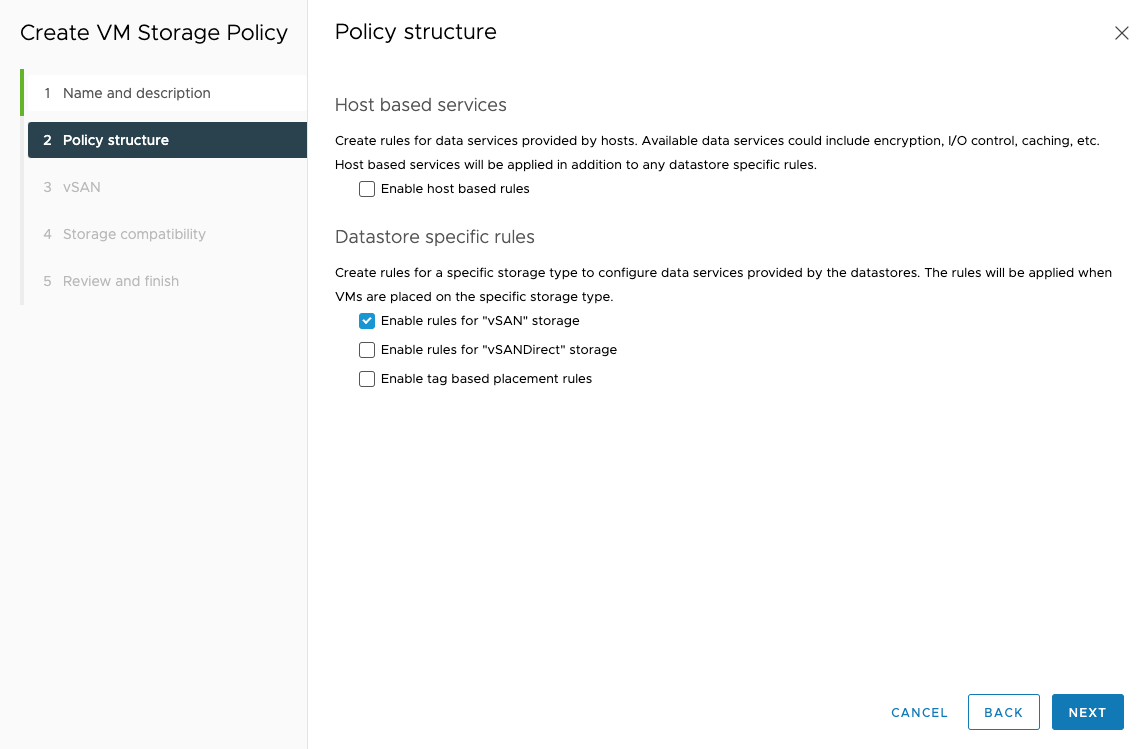 Create VM Storage Policy
1 Name and description
2 Policy structure
3 vSAN
4 Storage compatibility
5 Review and finish
Policy structure
Host based services
Create rules for data services provided by hosts. Available data services could include encryption, I/O control, caching, etc.
Host based services will be applied in addition to any datastore specific rules.
Enable host based rules
Datastore specific rules
Create rules for a specific storage type to configure data services provided by the datastores. The rules will be applied when
VMs are placed on the specific storage type.
Enable rules for "vSAN" storage
Enable rules for "vSANDirect" storage
Enable tag based placement rules
CANCEL
BACK
NEXT